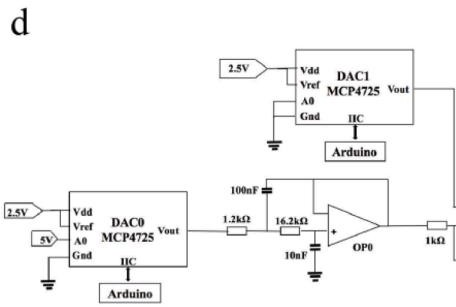 d
2.5V
Vdd
Vref
A0
Gnd
DAC1
MCP4725
Vout
IIC
Arduino
2.5V
5V
Vdd
Vref
A0
Gnd
DAC0
MCP4725
Vout
IIC
Arduino
1.2kΩ
100nF
16.2kΩ
10nF
+
OP0
1kΩ